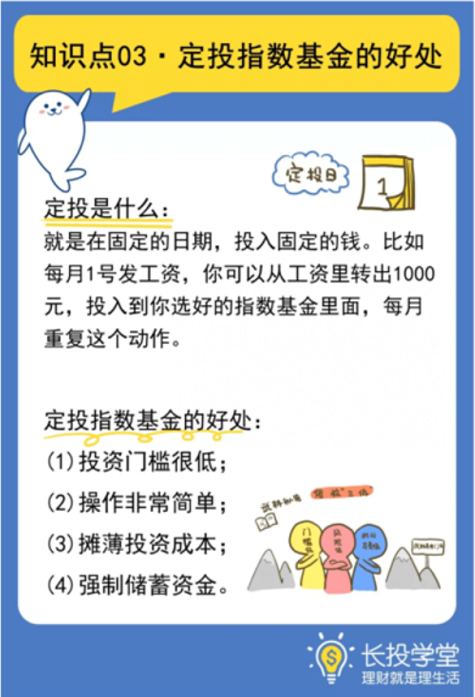 知识点03·定投指数基金的好处
定投日
1
定投是什么：
就是在固定的日期，投入固定的钱。比如
每月1号发工资，你可以从工资里转出1000
元，投入到你选好的指数基金里面，每月
重复这个动作。
定投指数基金的好处：
(1)投资门槛很低；
(2)操作非常简单；
(3)摊薄投资成本；
(4)强制储蓄资金。
门槛低
长投学堂
理财就是理生活